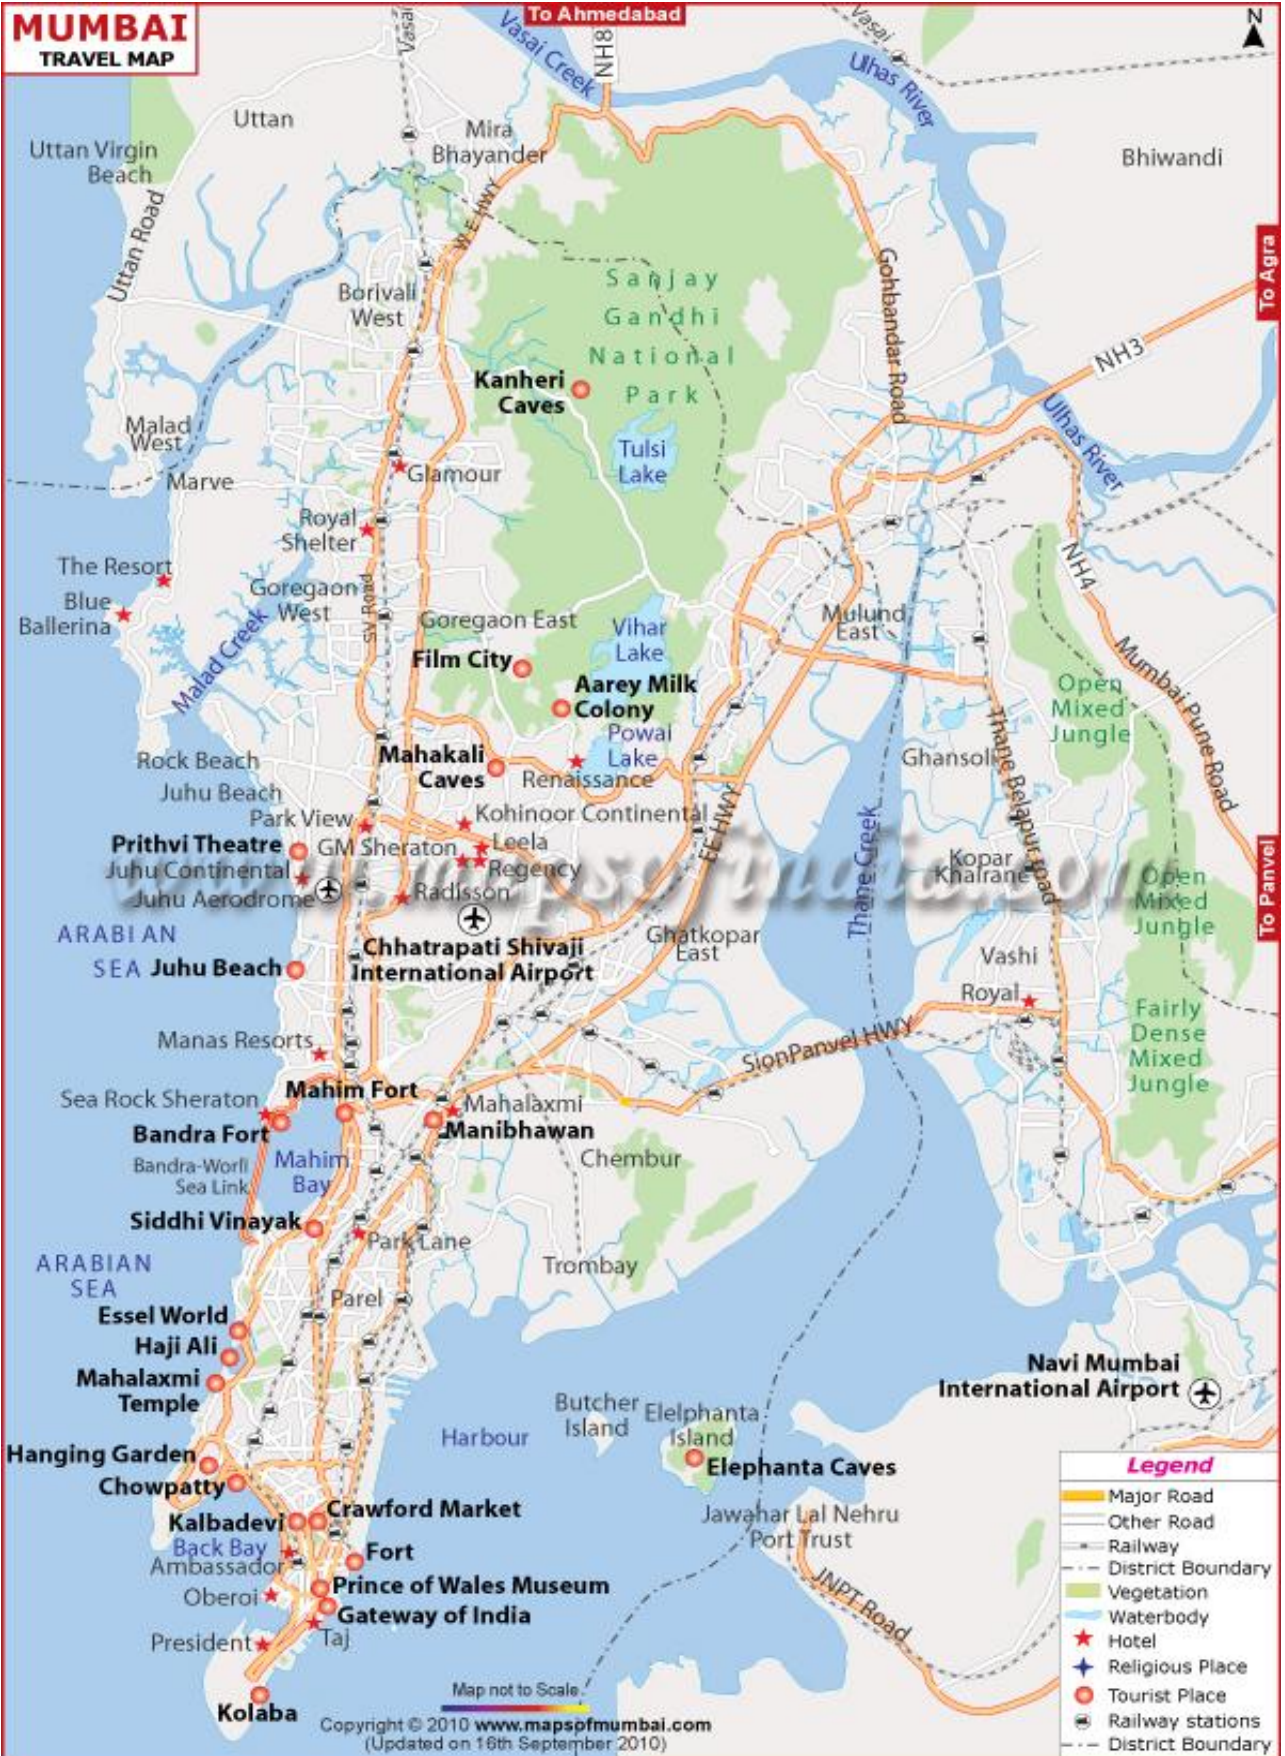 MUMBAI
TRAVEL MAP
To Ahmedabad
N
Vasai
Vasai
Vasai Creek
NH8
Ulhas River
Uttan
Mira
Bhayander
Uttan Virgin
Beach
Bhiwandi
Uttan Road
W E HWY
To Agra
Gohbandar Road
Borivali
West
Sanjay
Gandhi
National
Park
NH3
Kanheri
Caves
Ulhas River
Malad
West
Tulsi
Lake
Marve
Glamour
Royal
Shelter
The Resort
NH4
Goregaon
West
SV Road
Blue
Ballerina
Goregaon East
Mulund
East
Malad Creek
Vihar
Lake
Film City
Mumbai Pune Road
Aarey Milk
Colony
Open
Mixed
Jungle
Powai
Lake
Thane Belapur road
Rock Beach
Mahakali
Caves
Ghansoli
Renaissance
Juhu Beach
Park View
Kohinoor Continental
EE HWY
Thane Creek
Prithvi Theatre
GM Sheraton
Leela
Juhu Continental
Regency
Kopar
Khairane
www.mapsofindia.com
Juhu Aerodrome
Radisson
Open
Mixed
Jungle
To Panvel
ARABIAN
SEA
Chhatrapati Shivaji
International Airport
Ghatkopar
East
Juhu Beach
Vashi
Royal
Fairly
Dense
Mixed
Jungle
Manas Resorts
SionPanvel HWY
Sea Rock Sheraton
Mahim Fort
Mahalaxmi
Bandra Fort
Manibhawan
Bandra-Worli
Sea Link
Mahim
Bay
Chembur
Siddhi Vinayak
Park Lane
ARABIAN
SEA
Trombay
Parel
Essel World
Haji Ali
Mahalaxmi
Temple
Navi Mumbai
International Airport
Butcher
Island
Elelphanta
Island
Harbour
Hanging Garden
Elephanta Caves
Chowpatty
Legend
Major Road
Other Road
Railway
District Boundary
Vegetation
Waterbody
Hotel
Religious Place
Tourist Place
Railway stations
District Boundary
Crawford Market
Kalbadevi
Jawahar Lal Nehru
Port Trust
Back Bay
Ambassador
Fort
Oberoi
Prince of Wales Museum
JNPT Road
Gateway of India
President
Taj
Kolaba
Map not to Scale
Copyright © 2010 www.mapsofmumbai.com
(Updated on 16th September 2010)